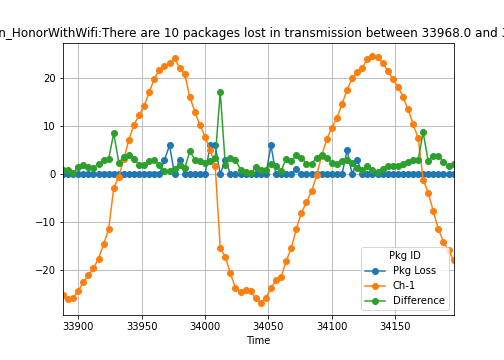 n_HonorWithWifi:There are 10 packages lost in transmission between 33968.0 and
20
10
0
−10
−20
33900
33950
34000
34050
34100
34150
Time
Pkg ID
Pkg Loss
Ch-1
Difference